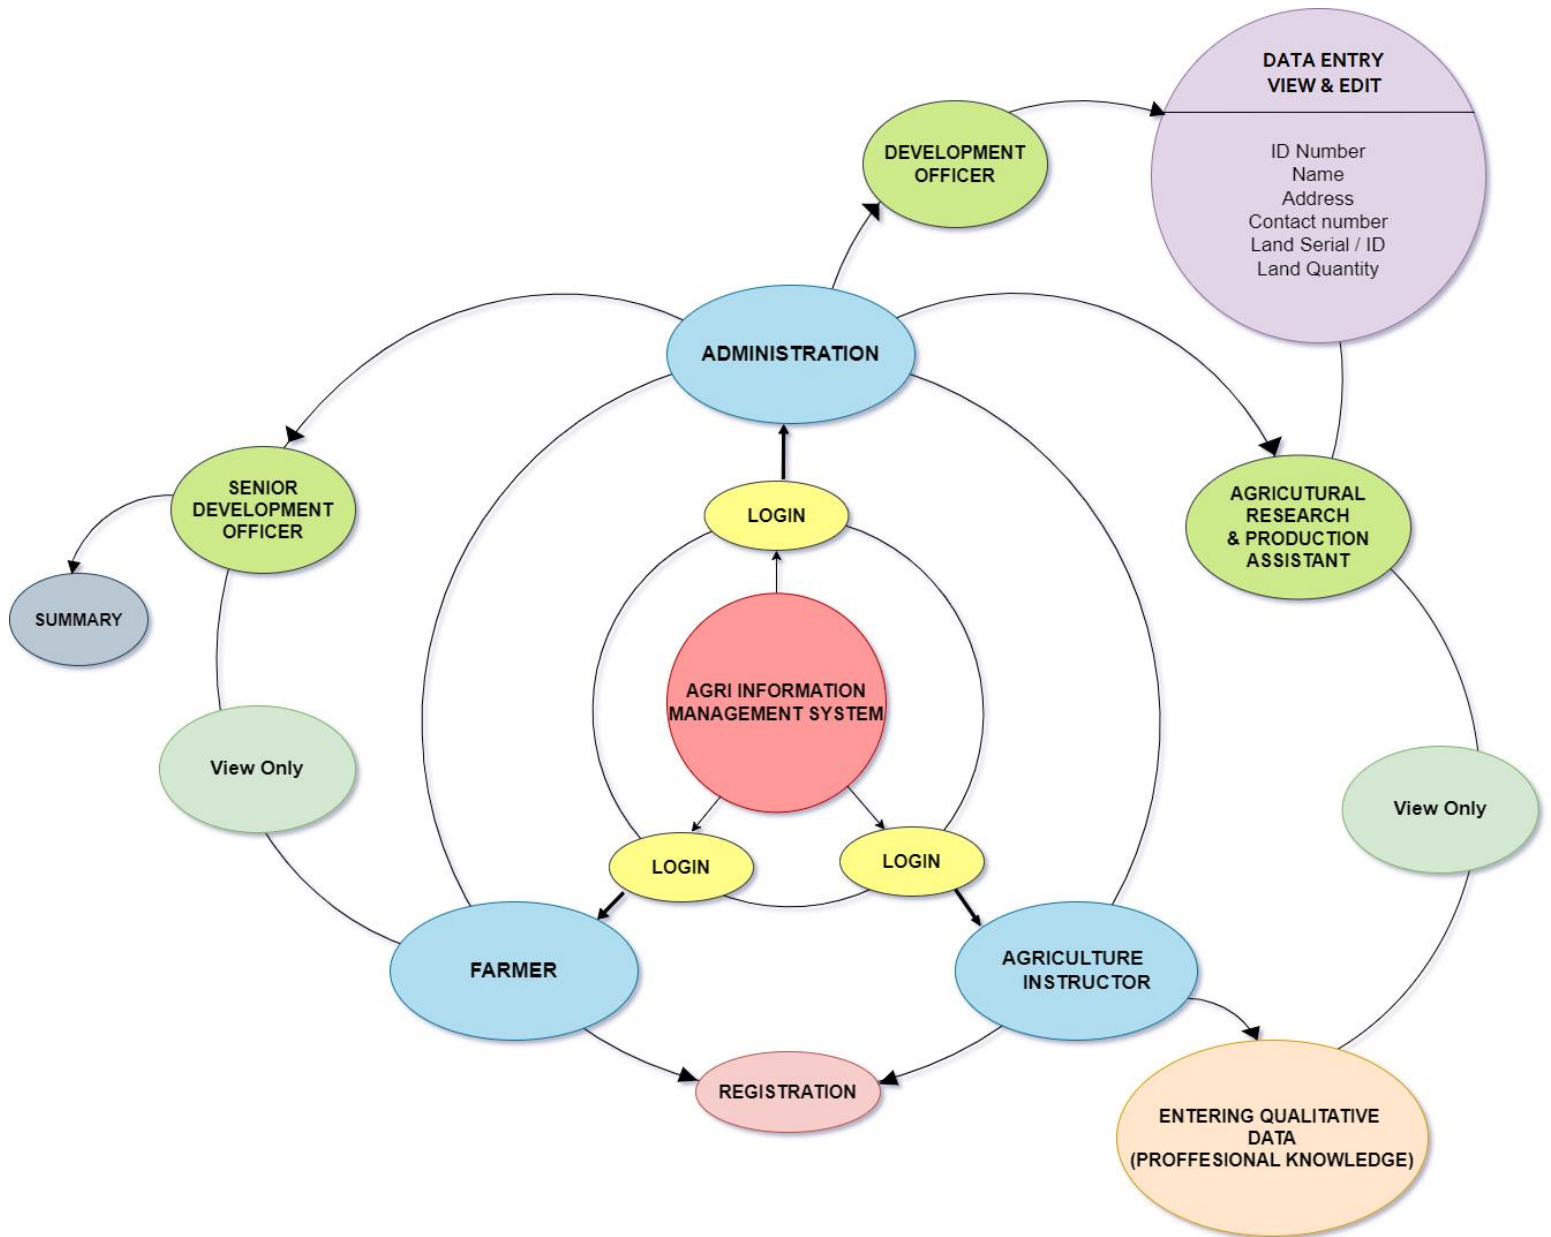 DATA ENTRY
VIEW & EDIT
ID Number
Name
Address
Contact number
Land Serial / ID
Land Quantity
DEVELOPMENT
OFFICER
ADMINISTRATION
SENIOR
DEVELOPMENT
OFFICER
AGRICUTURAL
RESEARCH
& PRODUCTION
ASSISTANT
LOGIN
SUMMARY
AGRI INFORMATION
MANAGEMENT SYSTEM
View Only
View Only
LOGIN
LOGIN
FARMER
AGRICULTURE
INSTRUCTOR
REGISTRATION
ENTERING QUALITATIVE
DATA
(PROFFESIONAL KNOWLEDGE)